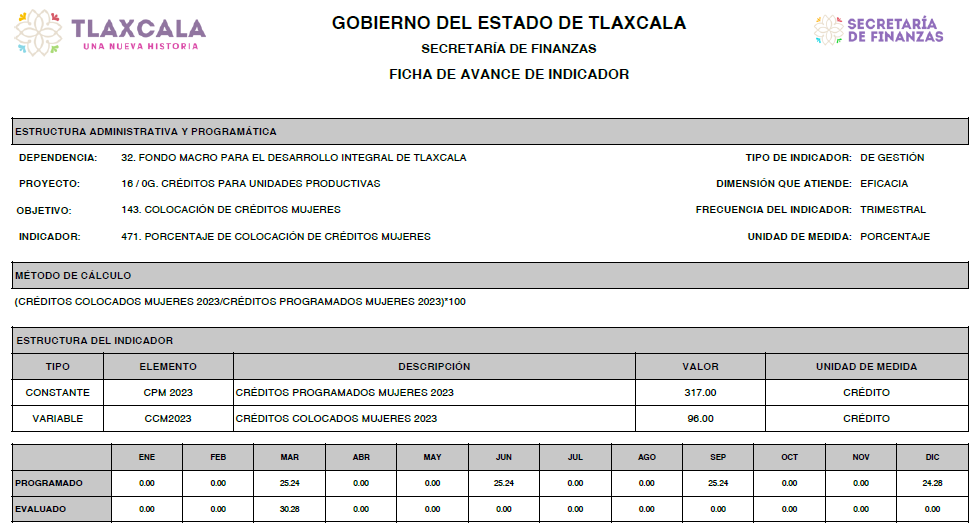 TLAXCALA
UNA NUEVA HISTORIA
GOBIERNO DEL ESTADO DE TLAXCALA
SECRETARÍA DE FINANZAS
FICHA DE AVANCE DE INDICADOR
SECRETARÍA
DE FINANZAS
ESTRUCTURA ADMINISTRATIVA Y PROGRAMÁTICA
DEPENDENCIA: 32. FONDO MACRO PARA EL DESARROLLO INTEGRAL DE TLAXCALA TIPO DE INDICADOR: DE GESTIÓN
PROYECTO: 16 / 0G. CRÉDITOS PARA UNIDADES PRODUCTIVAS DIMENSIÓN QUE ATIENDE: EFICACIA
OBJETIVO: 143. COLOCACIÓN DE CRÉDITOS MUJERES FRECUENCIA DEL INDICADOR: TRIMESTRAL
INDICADOR: 471. PORCENTAJE DE COLOCACIÓN DE CRÉDITOS MUJERES UNIDAD DE MEDIDA: PORCENTAJE
MÉTODO DE CÁLCULO
(CRÉDITOS COLOCADOS MUJERES 2023/CRÉDITOS PROGRAMADOS MUJERES 2023)*100
ESTRUCTURA DEL INDICADOR
TIPO ELEMENTO DESCRIPCIÓN VALOR UNIDAD DE MEDIDA
CONSTANTE CPM 2023 CRÉDITOS PROGRAMADOS MUJERES 2023 317.00 CRÉDITO
VARIABLE CCM2023 CRÉDITOS COLOCADOS MUJERES 2023 96.00 CRÉDITO
ENE FEB MAR ABR MAY JUN JUL AGO SEP OCT NOV DIC
PROGRAMADO 0.00 0.00 25.24 0.00 0.00 25.24 0.00 0.00 25.24 0.00 0.00 24.28
EVALUADO 0.00 0.00 30.28 0.00 0.00 0.00 0.00 0.00 0.00 0.00 0.00 0.00